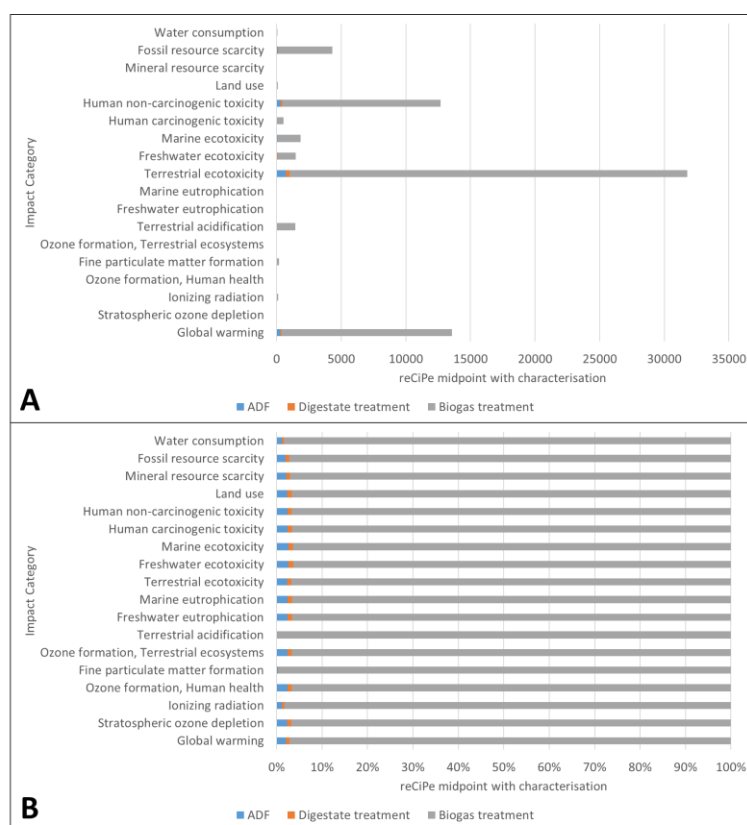 Water consumption
Fossil resource scarcity
Mineral resource scarcity
Land use
Human non-carcinogenic toxicity
Human carcinogenic toxicity
Marine ecotoxicity
Freshwater ecotoxicity
Terrestrial ecotoxicity
Marine eutrophication
Freshwater eutrophication
Terrestrial acidification
Ozone formation, Terrestrial ecosystems
Fine particulate matter formation
Ozone formation, Human health
Ionizing radiation
Stratospheric ozone depletion
Global warming
Impact Category
0 5000 10000 15000 20000 25000 30000 35000
reCiPe midpoint with characterisation
A
ADF Digestate treatment Biogas treatment
Water consumption
Fossil resource scarcity
Mineral resource scarcity
Land use
Human non-carcinogenic toxicity
Human carcinogenic toxicity
Marine ecotoxicity
Freshwater ecotoxicity
Terrestrial ecotoxicity
Marine eutrophication
Freshwater eutrophication
Terrestrial acidification
Ozone formation, Terrestrial ecosystems
Fine particulate matter formation
Ozone formation, Human health
Ionizing radiation
Stratospheric ozone depletion
Global warming
Impact Category
0% 10% 20% 30% 40% 50% 60% 70% 80% 90% 100%
reCiPe midpoint with characterisation
B
ADF Digestate treatment Biogas treatment